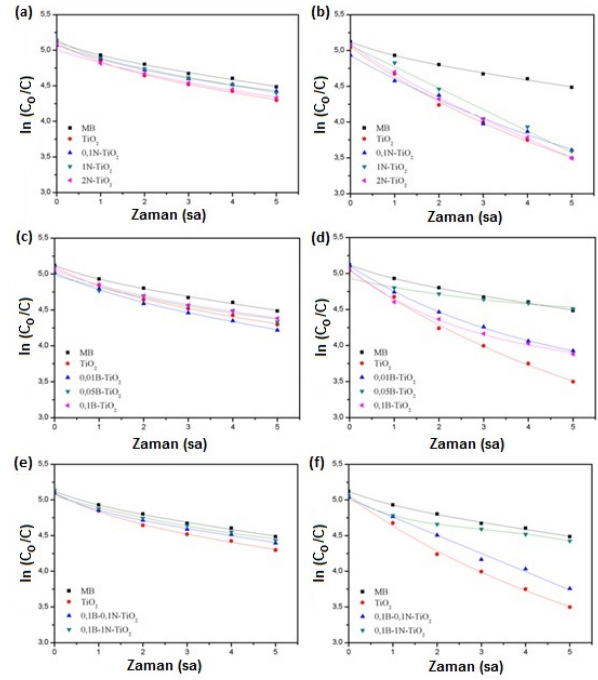 (a)
5,5
5,0
4,5
4,0
3,5
3,0
ln (C₀/C)
MB
TiO₂
0,1N-TiO₂
1N-TiO₂
2N-TiO₂
0 1 2 3 4 5
Zaman (sa)
(b)
5,5
5,0
4,5
4,0
3,5
3,0
ln (C₀/C)
MB
TiO₂
0,1N-TiO₂
1N-TiO₂
2N-TiO₂
0 1 2 3 4 5
Zaman (sa)
(c)
5,5
5,0
4,5
4,0
3,5
3,0
ln (C₀/C)
MB
TiO₂
0,01B-TiO₂
0,05B-TiO₂
0,1B-TiO₂
0 1 2 3 4 5
Zaman (sa)
(d)
5,5
5,0
4,5
4,0
3,5
3,0
ln (C₀/C)
MB
TiO₂
0,01B-TiO₂
0,05B-TiO₂
0,1B-TiO₂
0 1 2 3 4 5
Zaman (sa)
(e)
5,5
5,0
4,5
4,0
3,5
3,0
ln (C₀/C)
MB
TiO₂
0,1B-0,1N-TiO₂
0,1B-1N-TiO₂
0 1 2 3 4 5
Zaman (sa)
(f)
5,5
5,0
4,5
4,0
3,5
3,0
ln (C₀/C)
MB
TiO₂
0,1B-0,1N-TiO₂
0,1B-1N-TiO₂
0 1 2 3 4 5
Zaman (sa)